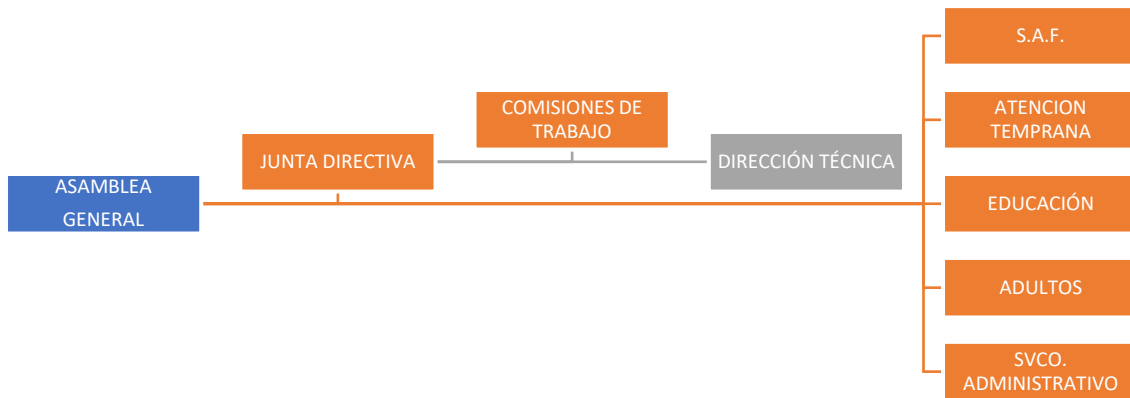 ASAMBLEA
GENERAL
JUNTA DIRECTIVA
COMISIONES DE
TRABAJO
DIRECCIÓN TÉCNICA
S.A.F.
ATENCION
TEMPRANA
EDUCACIÓN
ADULTOS
SVCO.
ADMINISTRATIVO